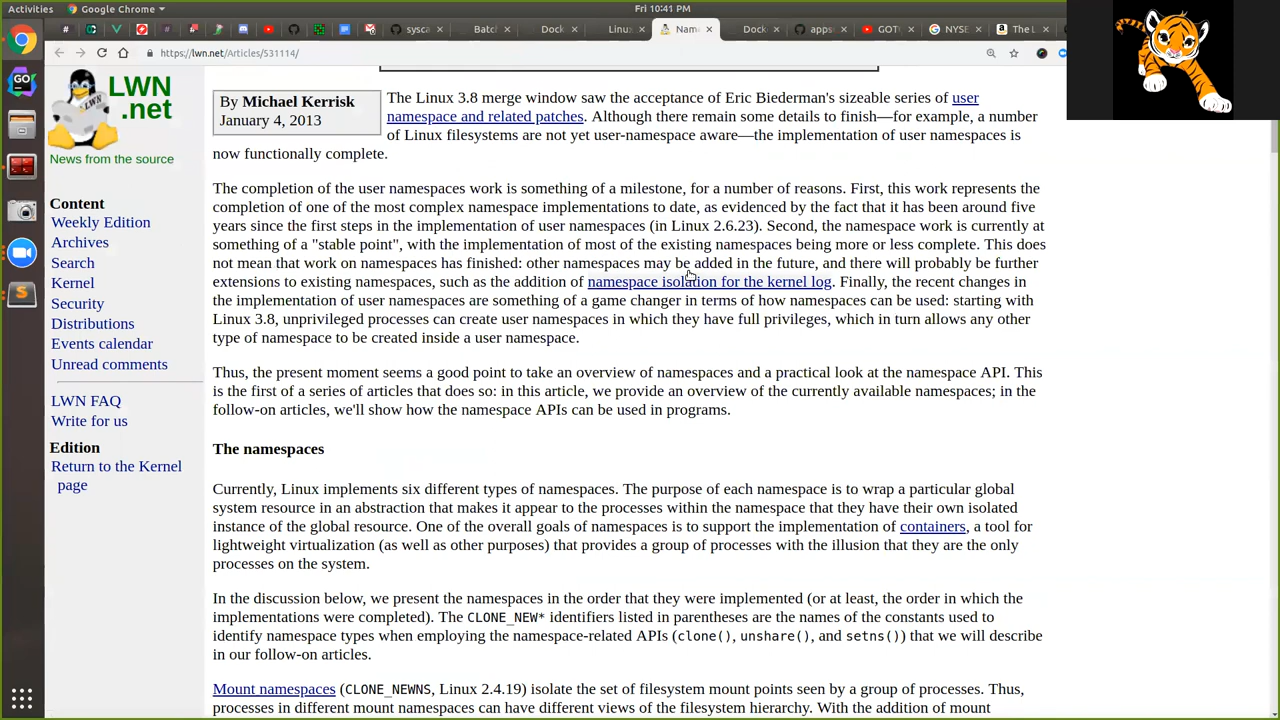 Activities
Google Chrome
Fri 10:41 PM
sysca
Batch
Dock
Linux
Nam
Dock
apps
GOT
NYSE
The L
https://lwn.net/Articles/531114/
LWN
.net
News from the source
Content
Weekly Edition
Archives
Search
Kernel
Security
Distributions
Events calendar
Unread comments
LWN FAQ
Write for us
Edition
Return to the Kernel
page
By Michael Kerrisk
January 4, 2013
The Linux 3.8 merge window saw the acceptance of Eric Biederman's sizeable series of user
namespace and related patches. Although there remain some details to finish—for example, a number
of Linux filesystems are not yet user-namespace aware—the implementation of user namespaces is
now functionally complete.
The completion of the user namespaces work is something of a milestone, for a number of reasons. First, this work represents the
completion of one of the most complex namespace implementations to date, as evidenced by the fact that it has been around five
years since the first steps in the implementation of user namespaces (in Linux 2.6.23). Second, the namespace work is currently at
something of a "stable point", with the implementation of most of the existing namespaces being more or less complete. This does
not mean that work on namespaces has finished: other namespaces may be added in the future, and there will probably be further
extensions to existing namespaces, such as the addition of namespace isolation for the kernel log. Finally, the recent changes in
the implementation of user namespaces are something of a game changer in terms of how namespaces can be used: starting with
Linux 3.8, unprivileged processes can create user namespaces in which they have full privileges, which in turn allows any other
type of namespace to be created inside a user namespace.
Thus, the present moment seems a good point to take an overview of namespaces and a practical look at the namespace API. This
is the first of a series of articles that does so: in this article, we provide an overview of the currently available namespaces; in the
follow-on articles, we'll show how the namespace APIs can be used in programs.
The namespaces
Currently, Linux implements six different types of namespaces. The purpose of each namespace is to wrap a particular global
system resource in an abstraction that makes it appear to the processes within the namespace that they have their own isolated
instance of the global resource. One of the overall goals of namespaces is to support the implementation of containers, a tool for
lightweight virtualization (as well as other purposes) that provides a group of processes with the illusion that they are the only
processes on the system.
In the discussion below, we present the namespaces in the order that they were implemented (or at least, the order in which the
implementations were completed). The CLONE_NEW* identifiers listed in parentheses are the names of the constants used to
identify namespace types when employing the namespace-related APIs (clone(), unshare(), and setns()) that we will describe
in our follow-on articles.
Mount namespaces (CLONE_NEWNS, Linux 2.4.19) isolate the set of filesystem mount points seen by a group of processes. Thus,
processes in different mount namespaces can have different views of the filesystem hierarchy. With the addition of mount